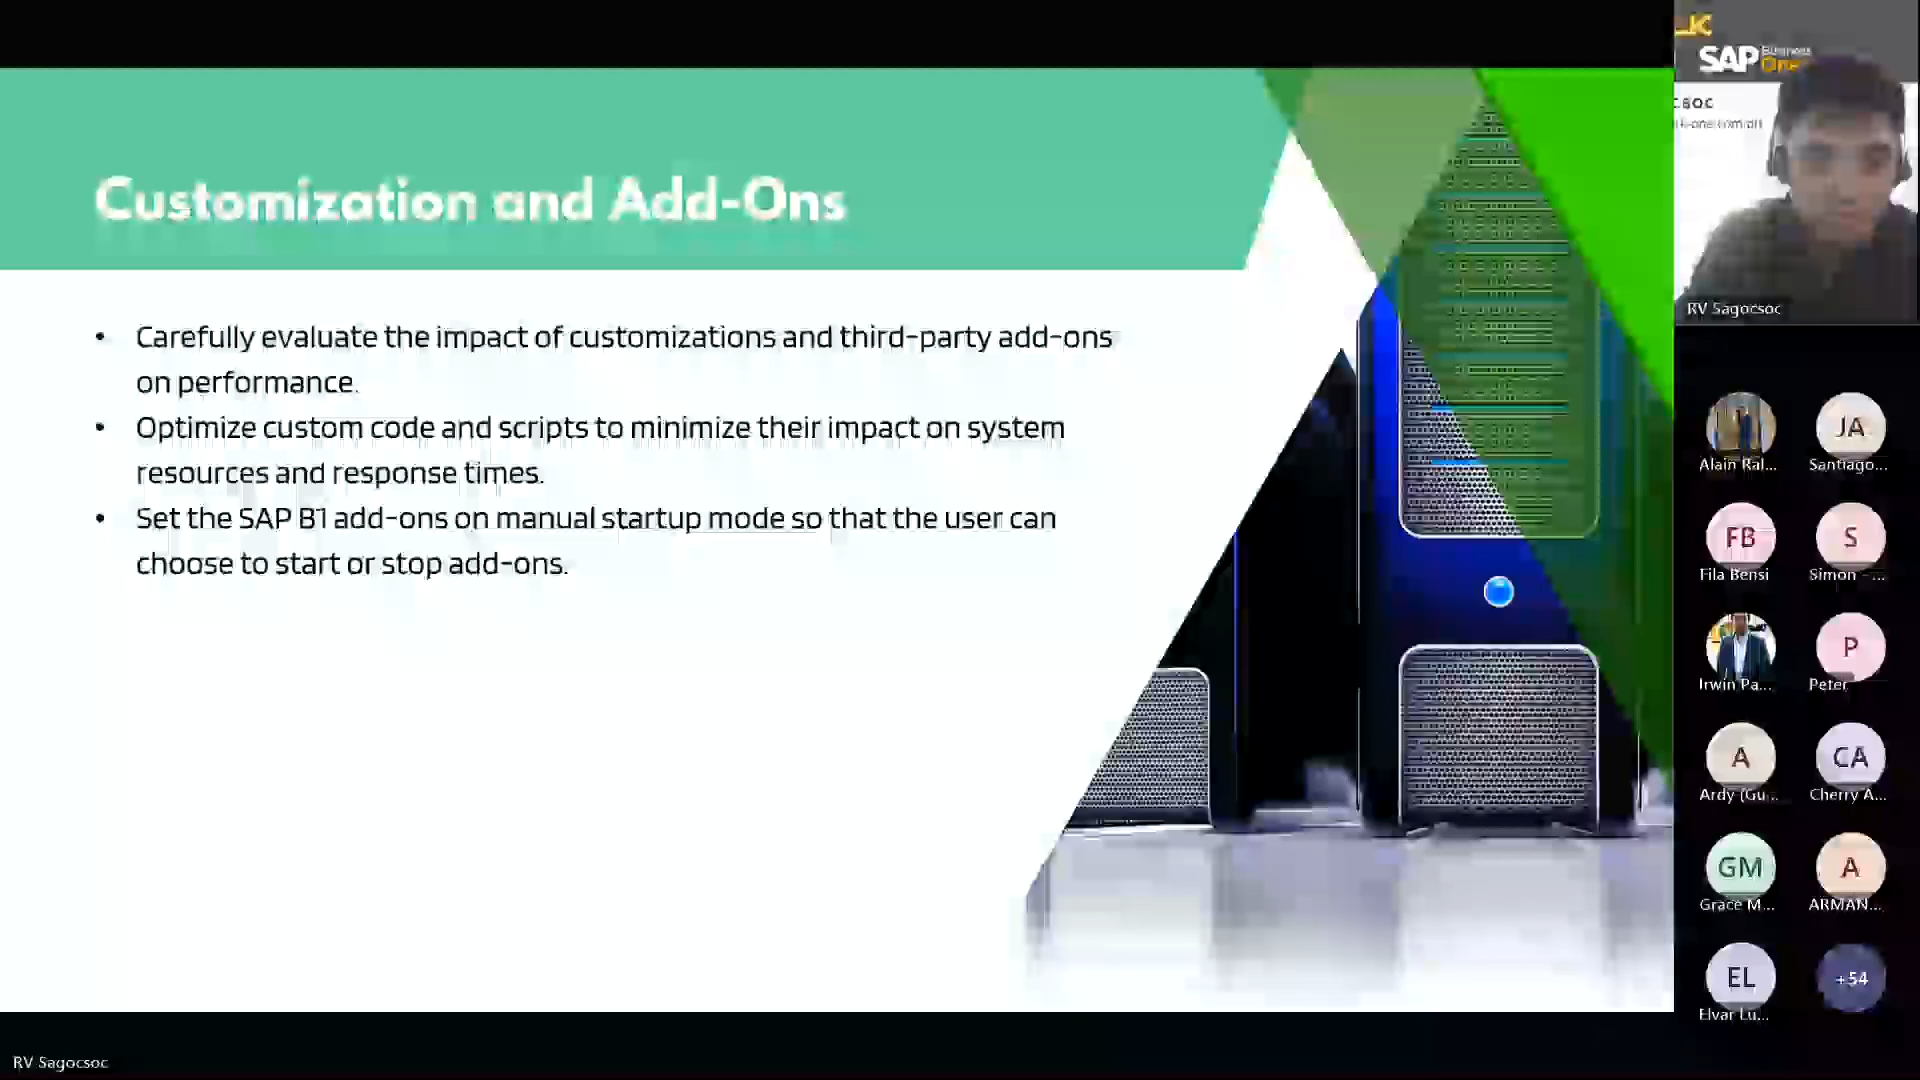 Customization and Add-Ons
• Carefully evaluate the impact of customizations and third-party add-ons
on performance.
• Optimize custom code and scripts to minimize their impact on system
resources and response times.
• Set the SAP B1 add-ons on manual startup mode so that the user can
choose to start or stop add-ons.
SAP Business
One
RV Sagocsoc
Alain Ral...
JA
Santiago...
FB
Fila Bensi
S
Simon - ...
Irwin Pa...
P
Peter
A
Ardy (Gu...
CA
Cherry A...
GM
Grace M...
A
ARMAN...
EL
Elvar Lu...
+54
RV Sagocsoc